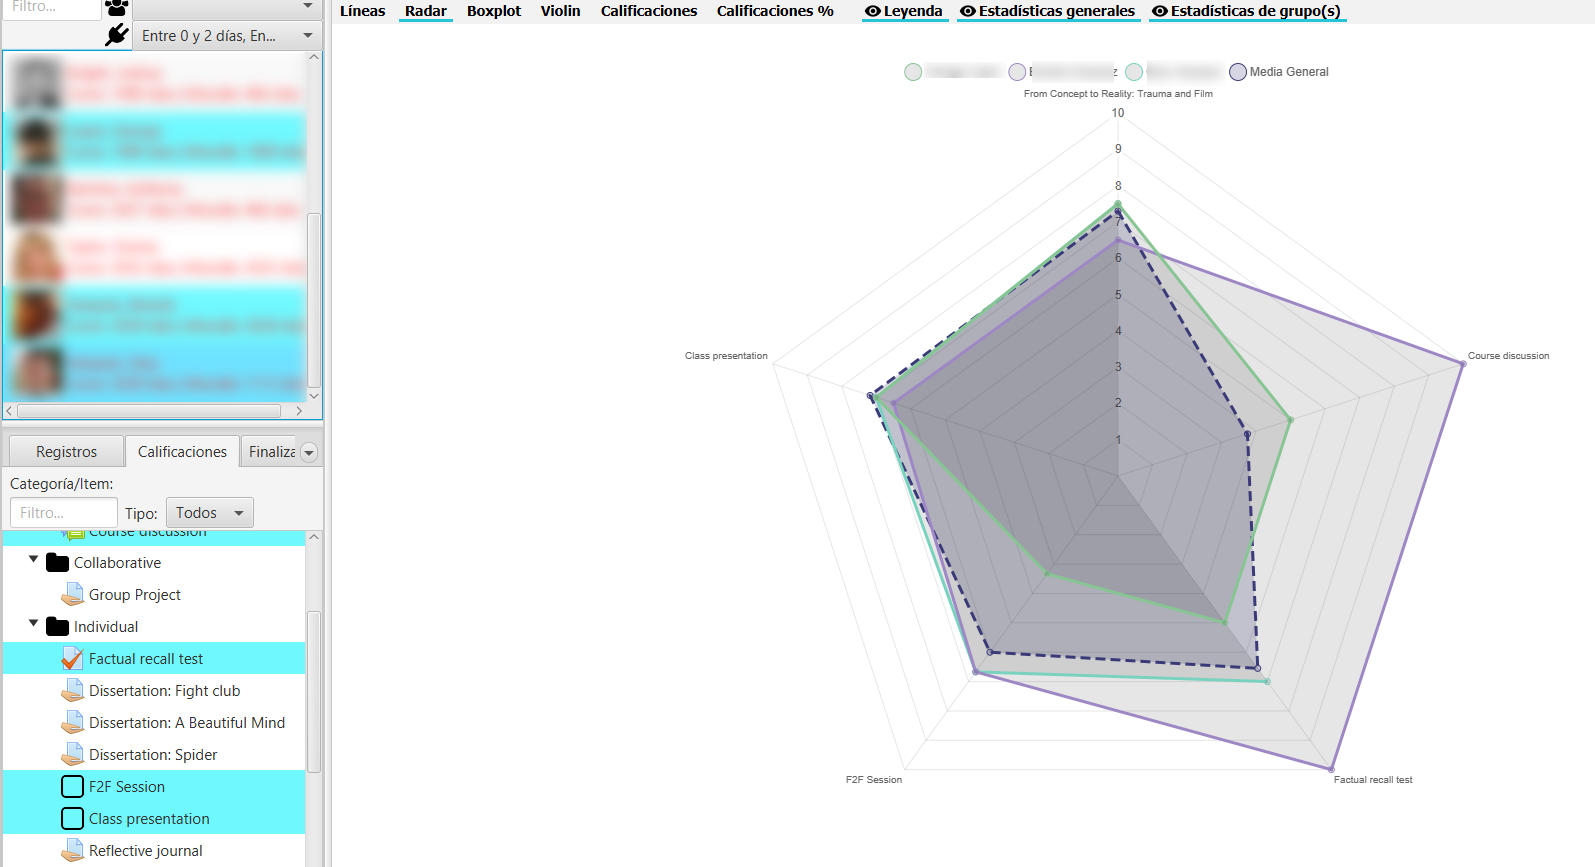 Filtro...
Líneas Radar Boxplot Violin Calificaciones Calificaciones % Leyenda Estadísticas generales Estadísticas de grupo(s)
Entre 0 y 2 días, En...
Media General
From Concept to Reality: Trauma and Film
10
9
8
7
6
5
4
3
2
1
Class presentation
Course discussion
F2F Session
Factual recall test
Registros Calificaciones Finaliza
Categoría/Item:
Filtro... Tipo: Todos
Course discussion
Collaborative
Group Project
Individual
Factual recall test
Dissertation: Fight club
Dissertation: A Beautiful Mind
Dissertation: Spider
F2F Session
Class presentation
Reflective journal